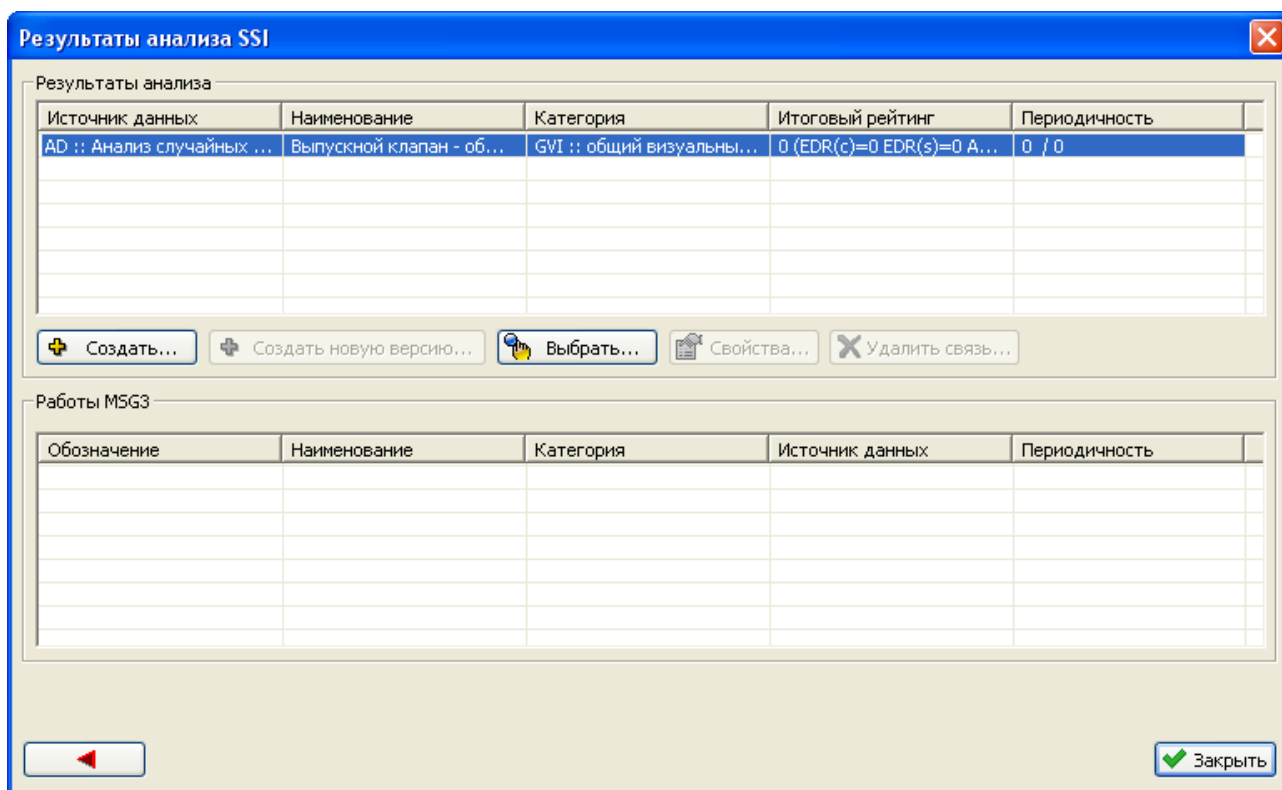 Результаты анализа SSI
Результаты анализа
Источник данных Наименование Категория Итоговый рейтинг Периодичность
AD :: Анализ случайных ... Выпускной клапан - об... GVI :: общий визуальны... 0 (EDR(c)=0 EDR(s)=0 A... 0 / 0
Создать... Создать новую версию... Выбрать... Свойства... Удалить связь...
Работы MSG3
Обозначение Наименование Категория Источник данных Периодичность
Закрыть